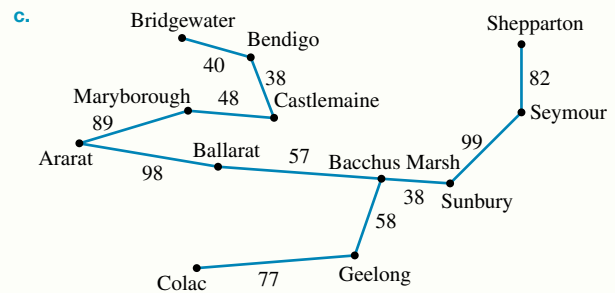 c.
Bridgewater
Shepparton
Bendigo
40
38
82
Maryborough
48
Castlemaine
Seymour
89
Ararat
Ballarat
57
Bacchus Marsh
99
98
38
Sunbury
58
Colac
77
Geelong